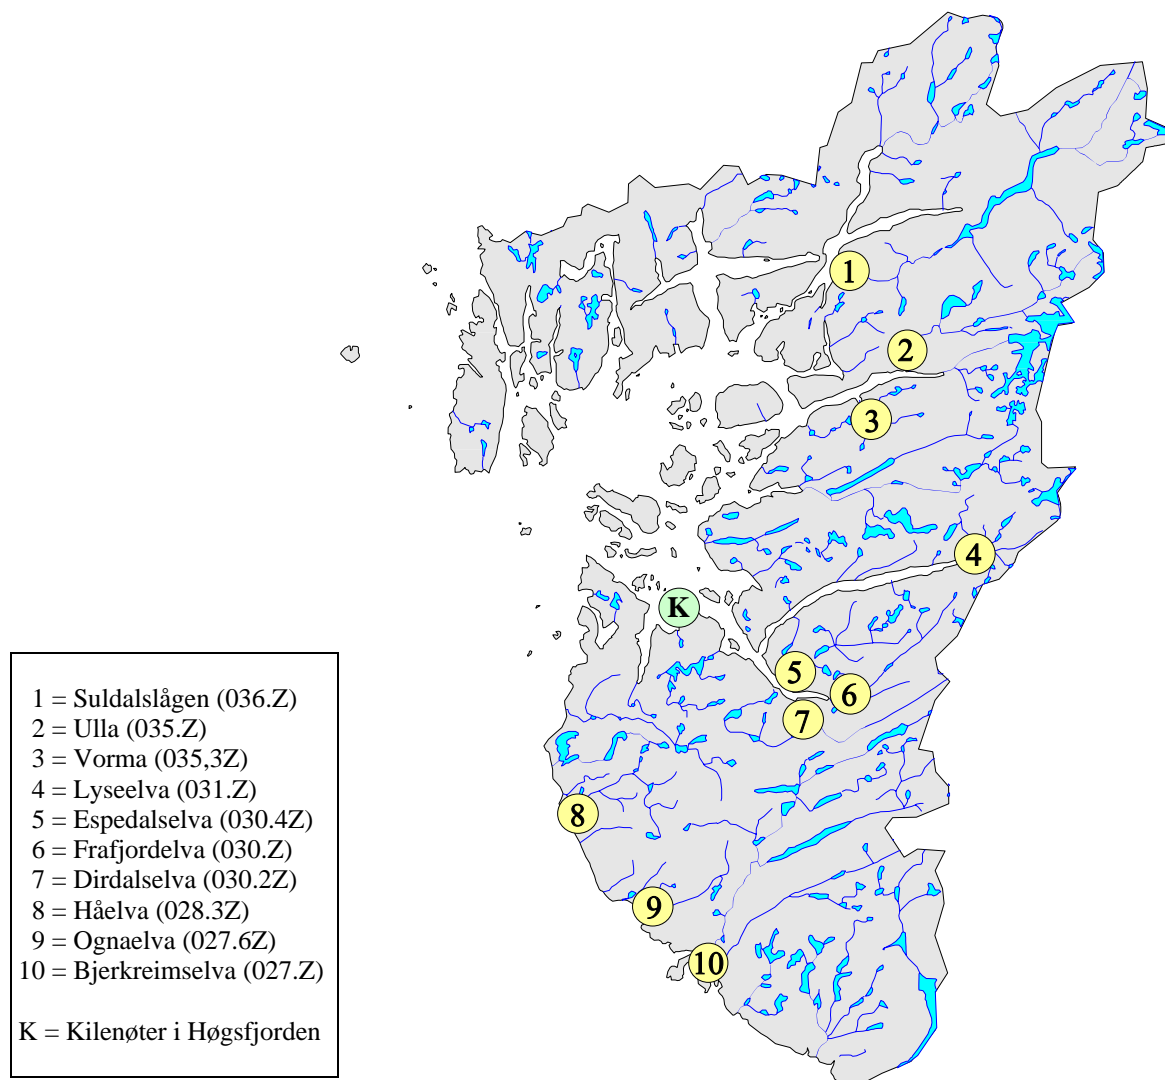 1
2
3
4
K
5
6
7
8
9
10
1 = Suldalslågen (036.Z)
2 = Ulla (035.Z)
3 = Vorma (035,3Z)
4 = Lyseelva (031.Z)
5 = Espedalselva (030.4Z)
6 = Frafjordelva (030.Z)
7 = Dirdalselva (030.2Z)
8 = Håelva (028.3Z)
9 = Ognaelva (027.6Z)
10 = Bjerkreimselva (027.Z)
K = Kilenøter i Høgsfjorden